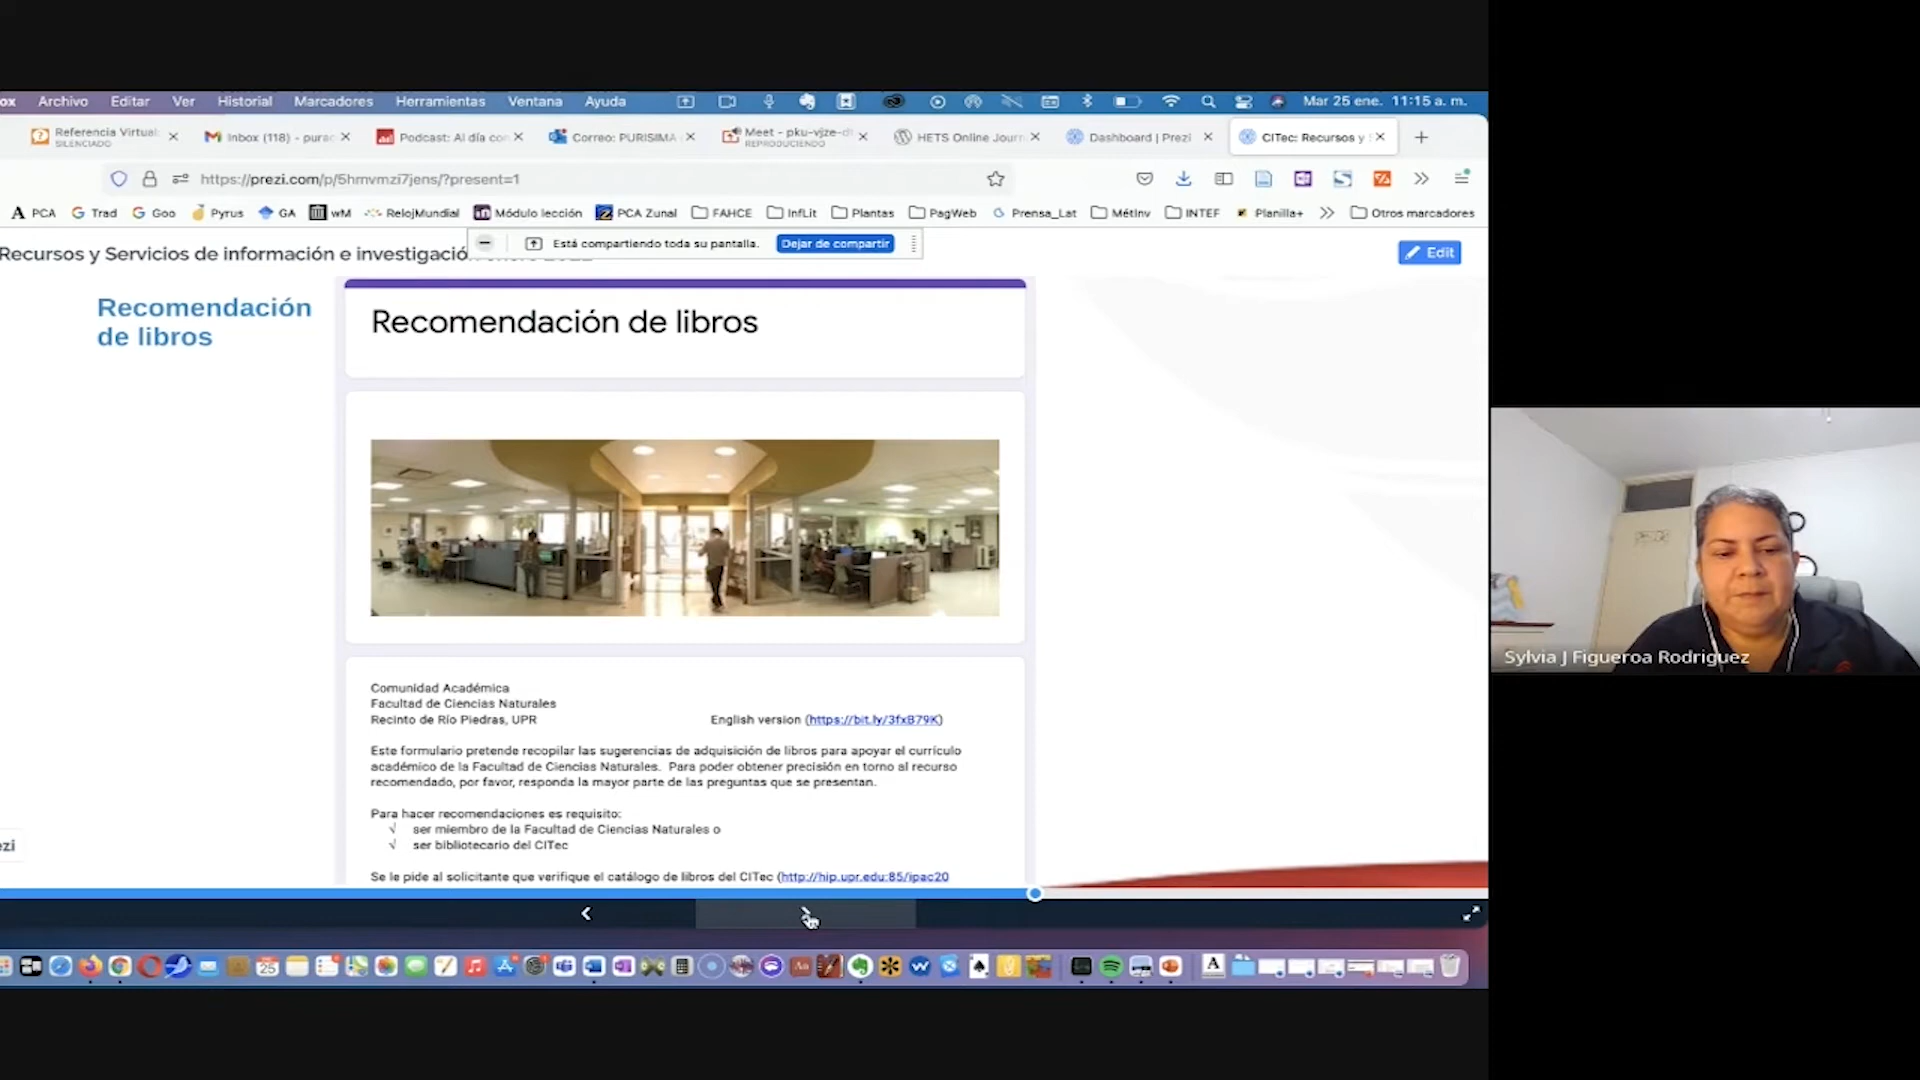 Archivo Editar Ver Historial Marcadores Herramientas Ventana Ayuda Mar 25 ene. 11:15 a. m.
Referencia Virtual:
SILENCIADO
Inbox (118) - purac
Podcast: Al día con
Correo: PURISIMA
Meet - pku-vjze-d
REPRODUCIENDO
HETS Online Journ
Dashboard | Prezi
CITec: Recursos y
https://prezi.com/p/5hmvmzi7jens/?present=1
PCA Trad Goo Pyrus GA wM RelojMundial Módulo lección PCA Zunal FAHCE InfLit Plantas PagWeb Prensa_Lat MétInv INTEF Planilla+ Otros marcadores
Está compartiendo toda su pantalla. Dejar de compartir
Recursos y Servicios de información e investigació
Edit
Recomendación
de libros
Recomendación de libros
Comunidad Académica
Facultad de Ciencias Naturales
Recinto de Río Piedras, UPR English version (https://bit.ly/3fxB79K)
Este formulario pretende recopilar las sugerencias de adquisición de libros para apoyar el currículo
académico de la Facultad de Ciencias Naturales. Para poder obtener precisión en torno al recurso
recomendado, por favor, responda la mayor parte de las preguntas que se presentan.
Para hacer recomendaciones es requisito:
√ ser miembro de la Facultad de Ciencias Naturales o
√ ser bibliotecario del CITec
Se le pide al solicitante que verifique el catálogo de libros del CITec (http://hip.upr.edu:85/ipac20
Sylvia J Figueroa Rodriguez
25